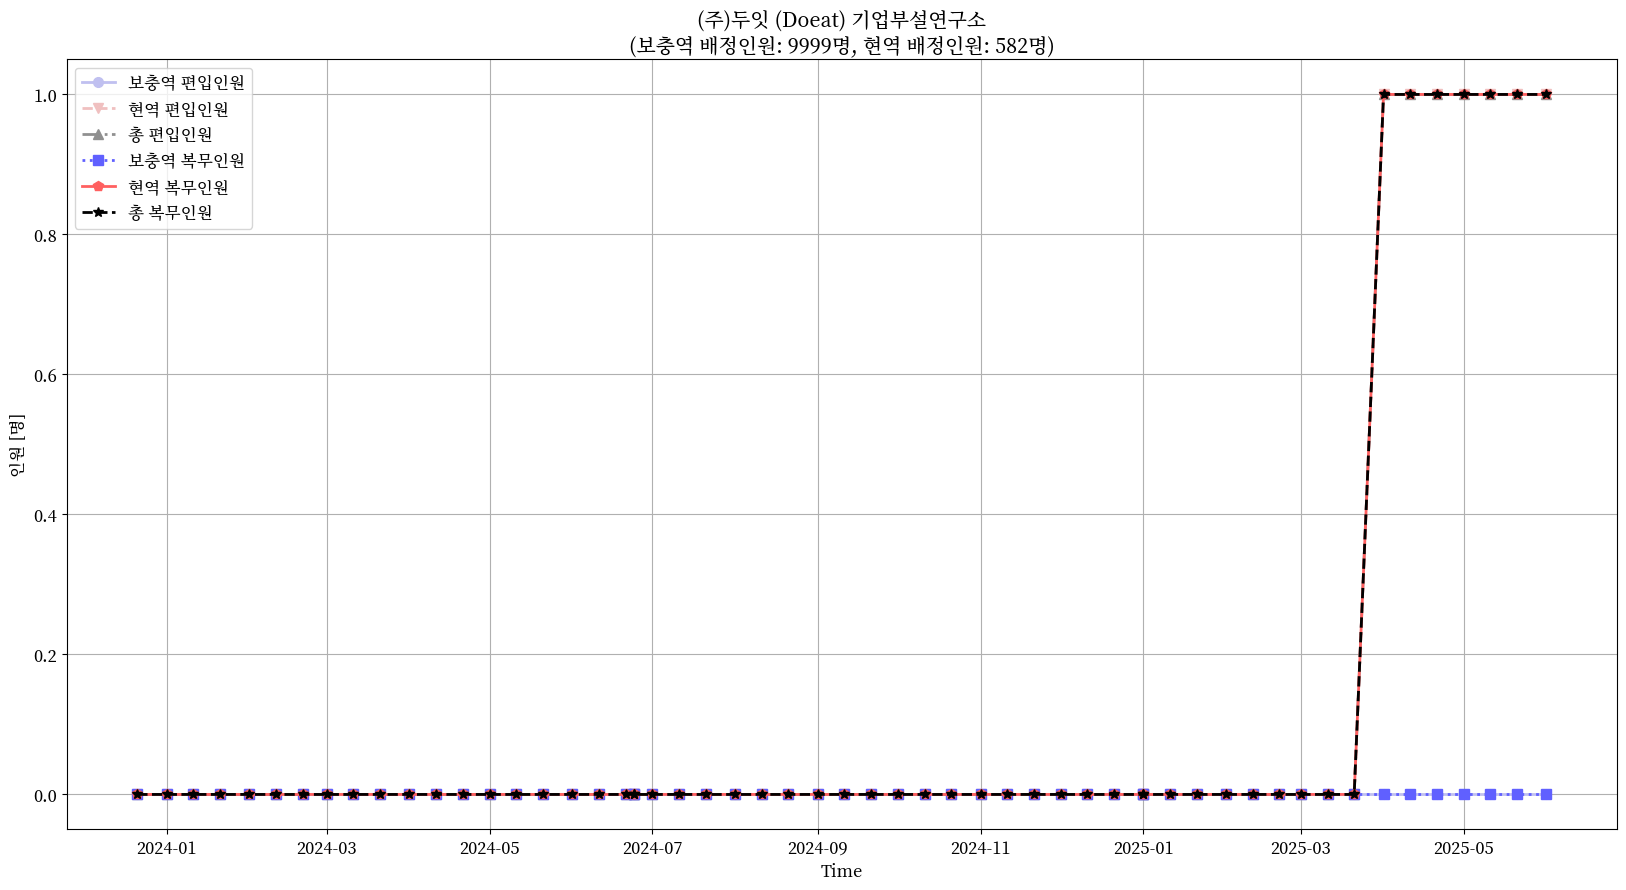 (주)두잇 (Doeat) 기업부설연구소
(보충역 배정인원: 9999명, 현역 배정인원: 582명)
보충역 편입인원
현역 편입인원
총 편입인원
보충역 복무인원
현역 복무인원
총 복무인원
1.0
0.8
0.6
0.4
0.2
0.0
인원 [명]
2024-01 2024-03 2024-05 2024-07 2024-09 2024-11 2025-01 2025-03 2025-05
Time